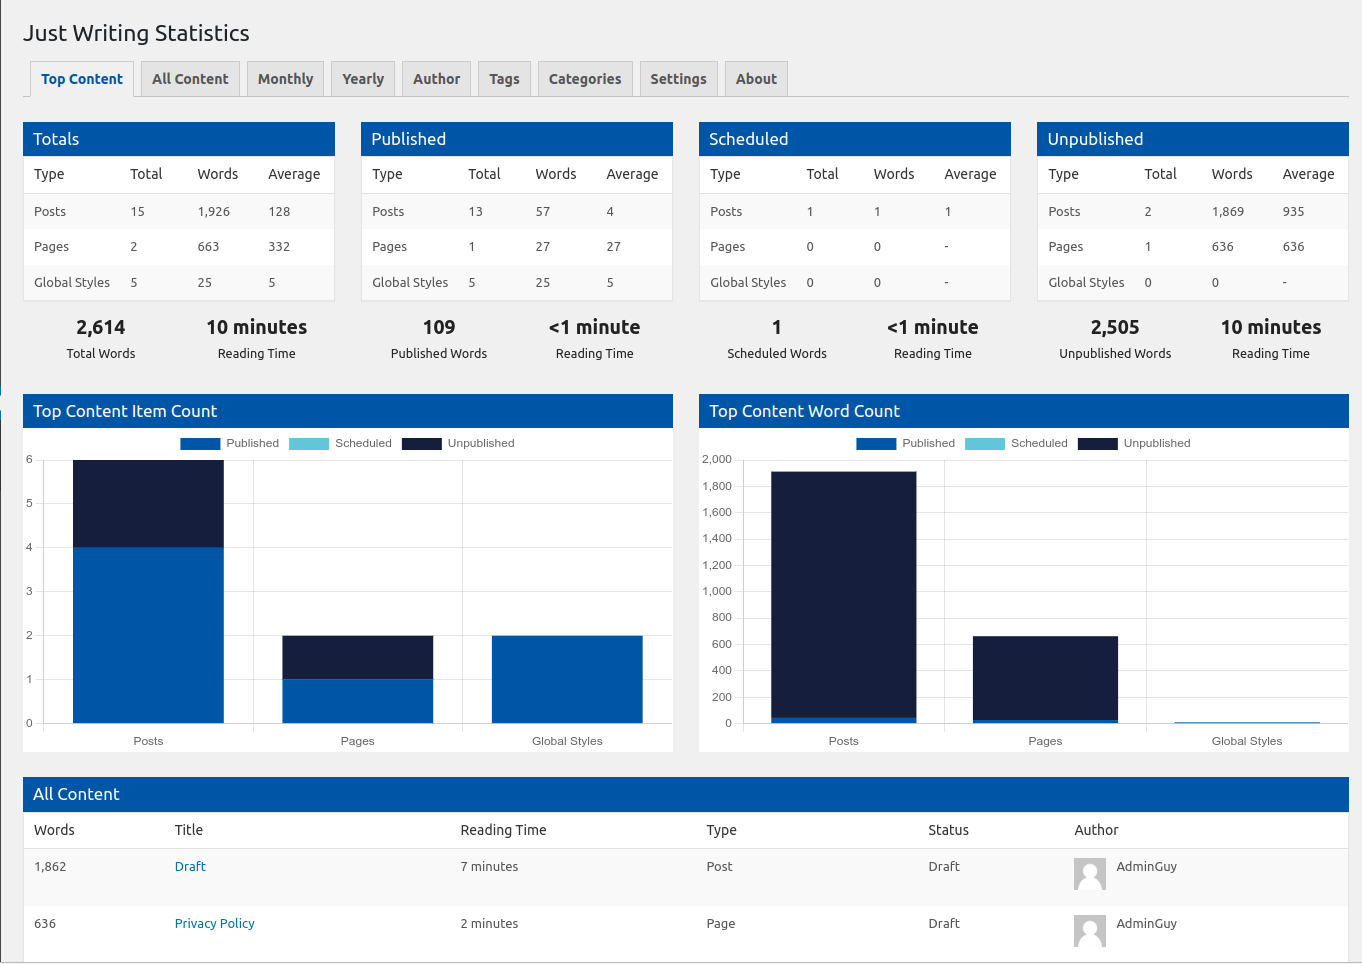 Just Writing Statistics
Top Content All Content Monthly Yearly Author Tags Categories Settings About
Totals
Type Total Words Average
Posts 15 1,926 128
Pages 2 663 332
Global Styles 5 25 5
2,614 10 minutes
Total Words Reading Time
Published
Type Total Words Average
Posts 13 57 4
Pages 1 27 27
Global Styles 5 25 5
109 <1 minute
Published Words Reading Time
Scheduled
Type Total Words Average
Posts 1 1 1
Pages 0 0 -
Global Styles 0 0 -
1 <1 minute
Scheduled Words Reading Time
Unpublished
Type Total Words Average
Posts 2 1,869 935
Pages 1 636 636
Global Styles 0 0 -
2,505 10 minutes
Unpublished Words Reading Time
Top Content Item Count
Published Scheduled Unpublished
6
5
4
3
2
1
0
Posts Pages Global Styles
Top Content Word Count
Published Scheduled Unpublished
2,000
1,800
1,600
1,400
1,200
1,000
800
600
400
200
0
Posts Pages Global Styles
All Content
Words Title Reading Time Type Status Author
1,862 Draft 7 minutes Post Draft AdminGuy
636 Privacy Policy 2 minutes Page Draft AdminGuy